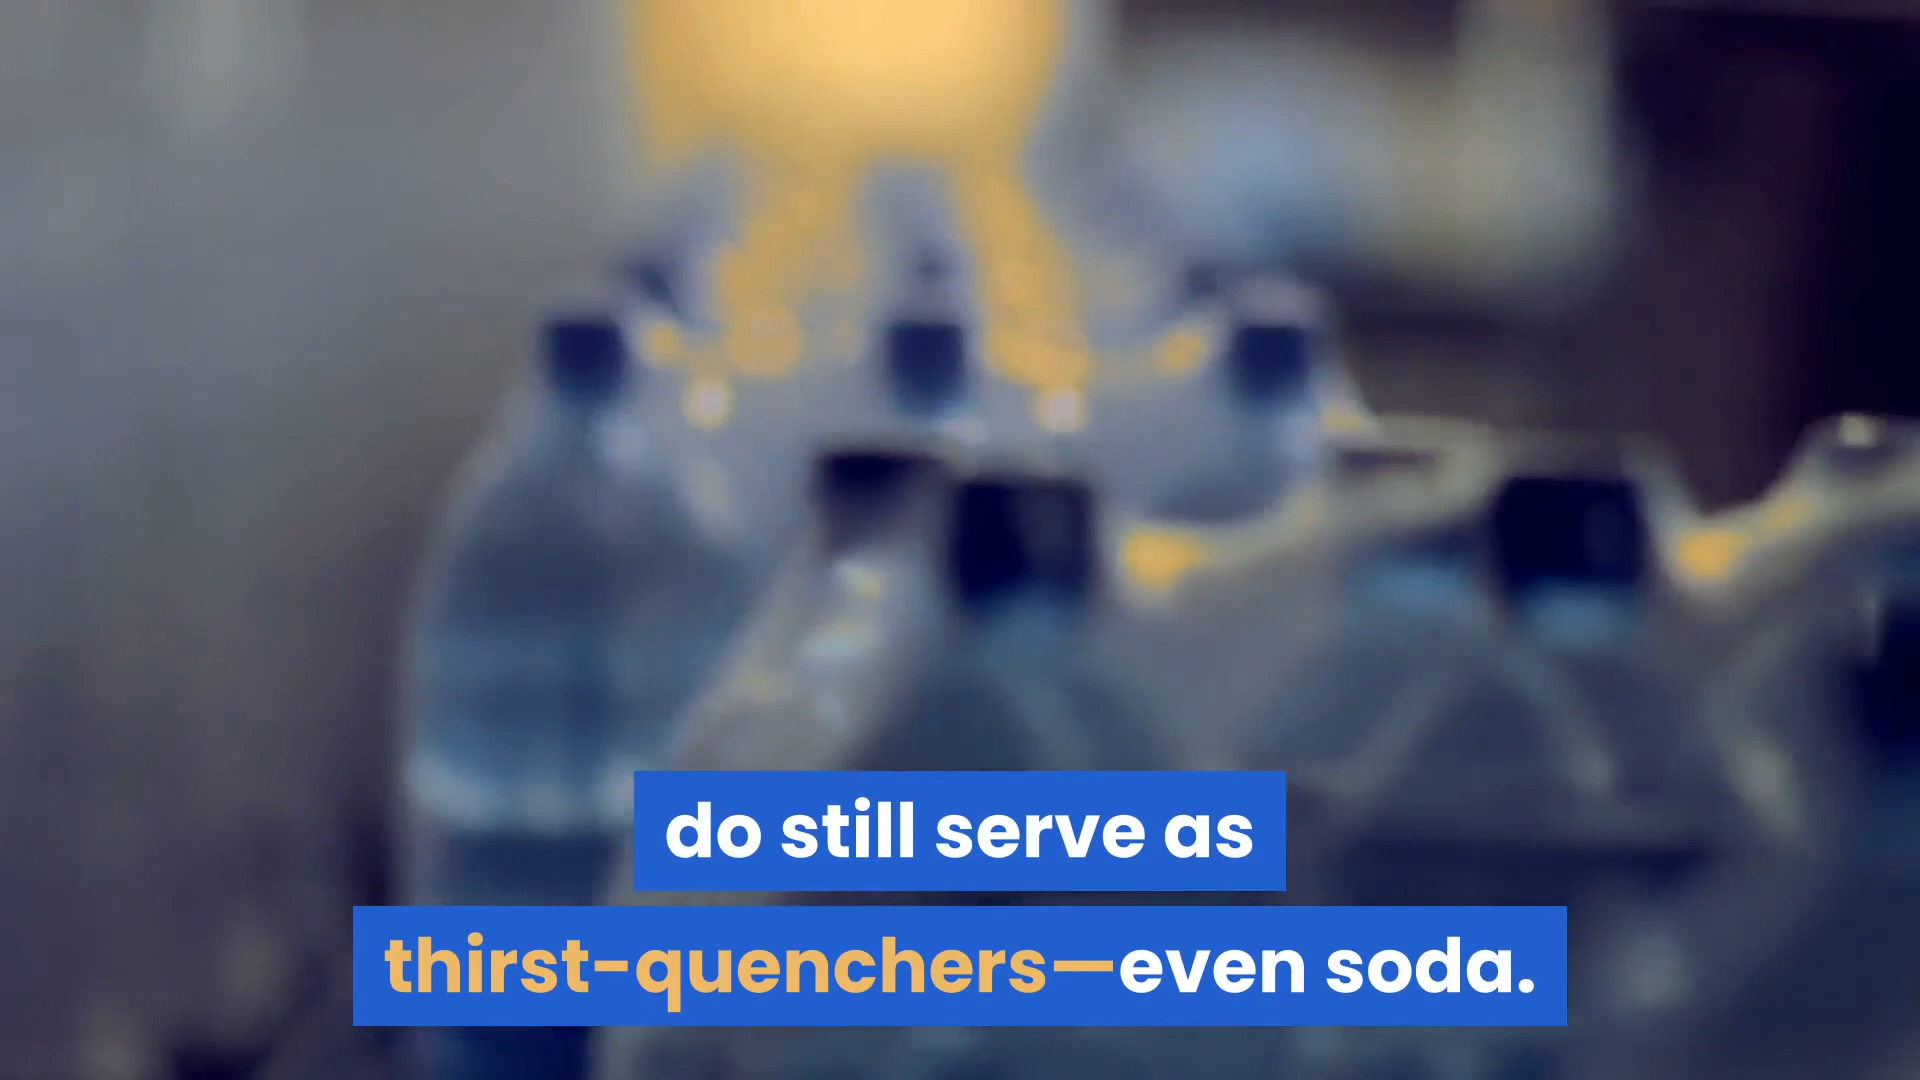 do still serve as
thirst-quenchers—even soda.